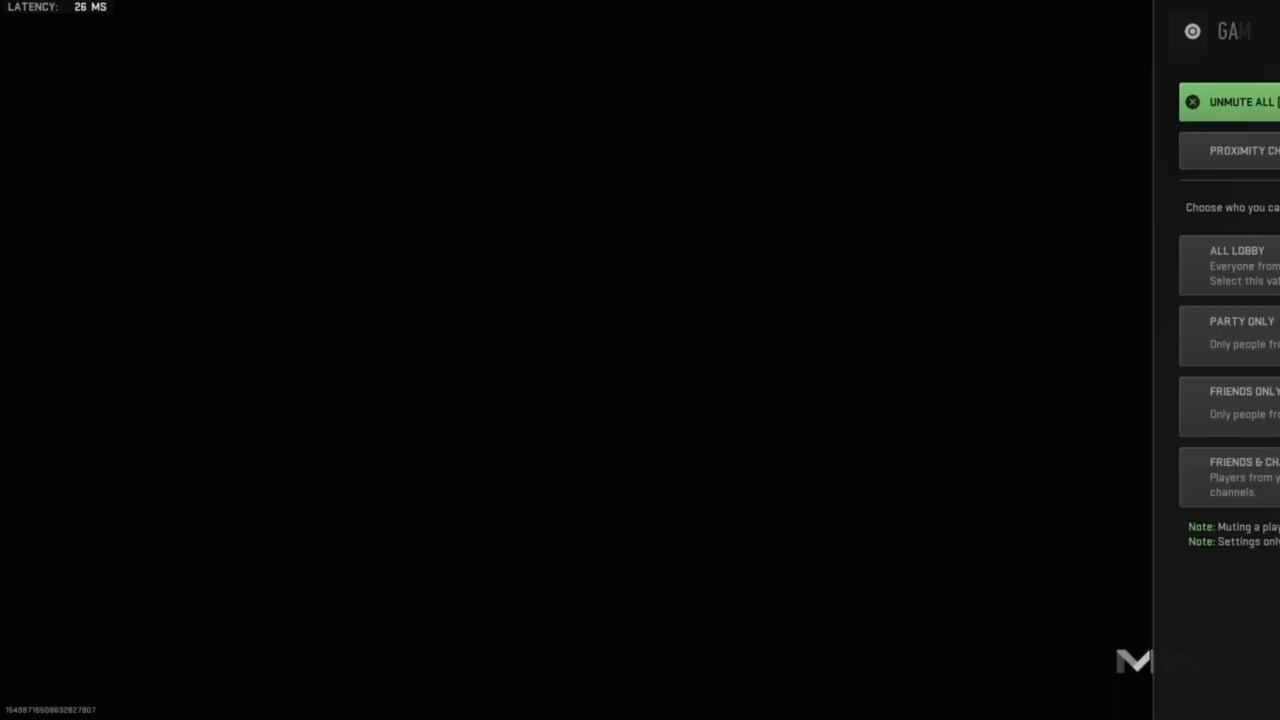 LATENCY: 26 MS
GAM
UNMUTE ALL [
PROXIMITY CH
Choose who you ca
ALL LOBBY
Everyone from
Select this val
PARTY ONLY
Only people fro
FRIENDS ONLY
Only people fro
FRIENDS & CHA
Players from y
channels.
Note: Muting a play
Note: Settings only